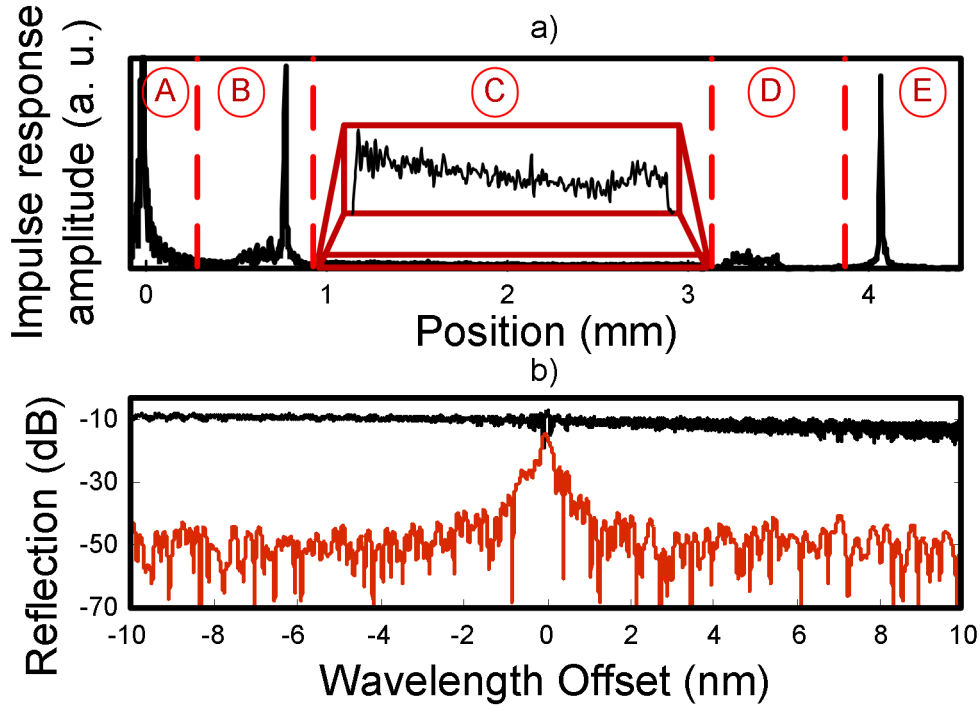 a)
Impulse response
amplitude (a. u.)
A
B
C
D
E
0 1 2 3 4
Position (mm)
b)
Reflection (dB)
-10
-30
-50
-70
-10 -8 -6 -4 -2 0 2 4 6 8 10
Wavelength Offset (nm)